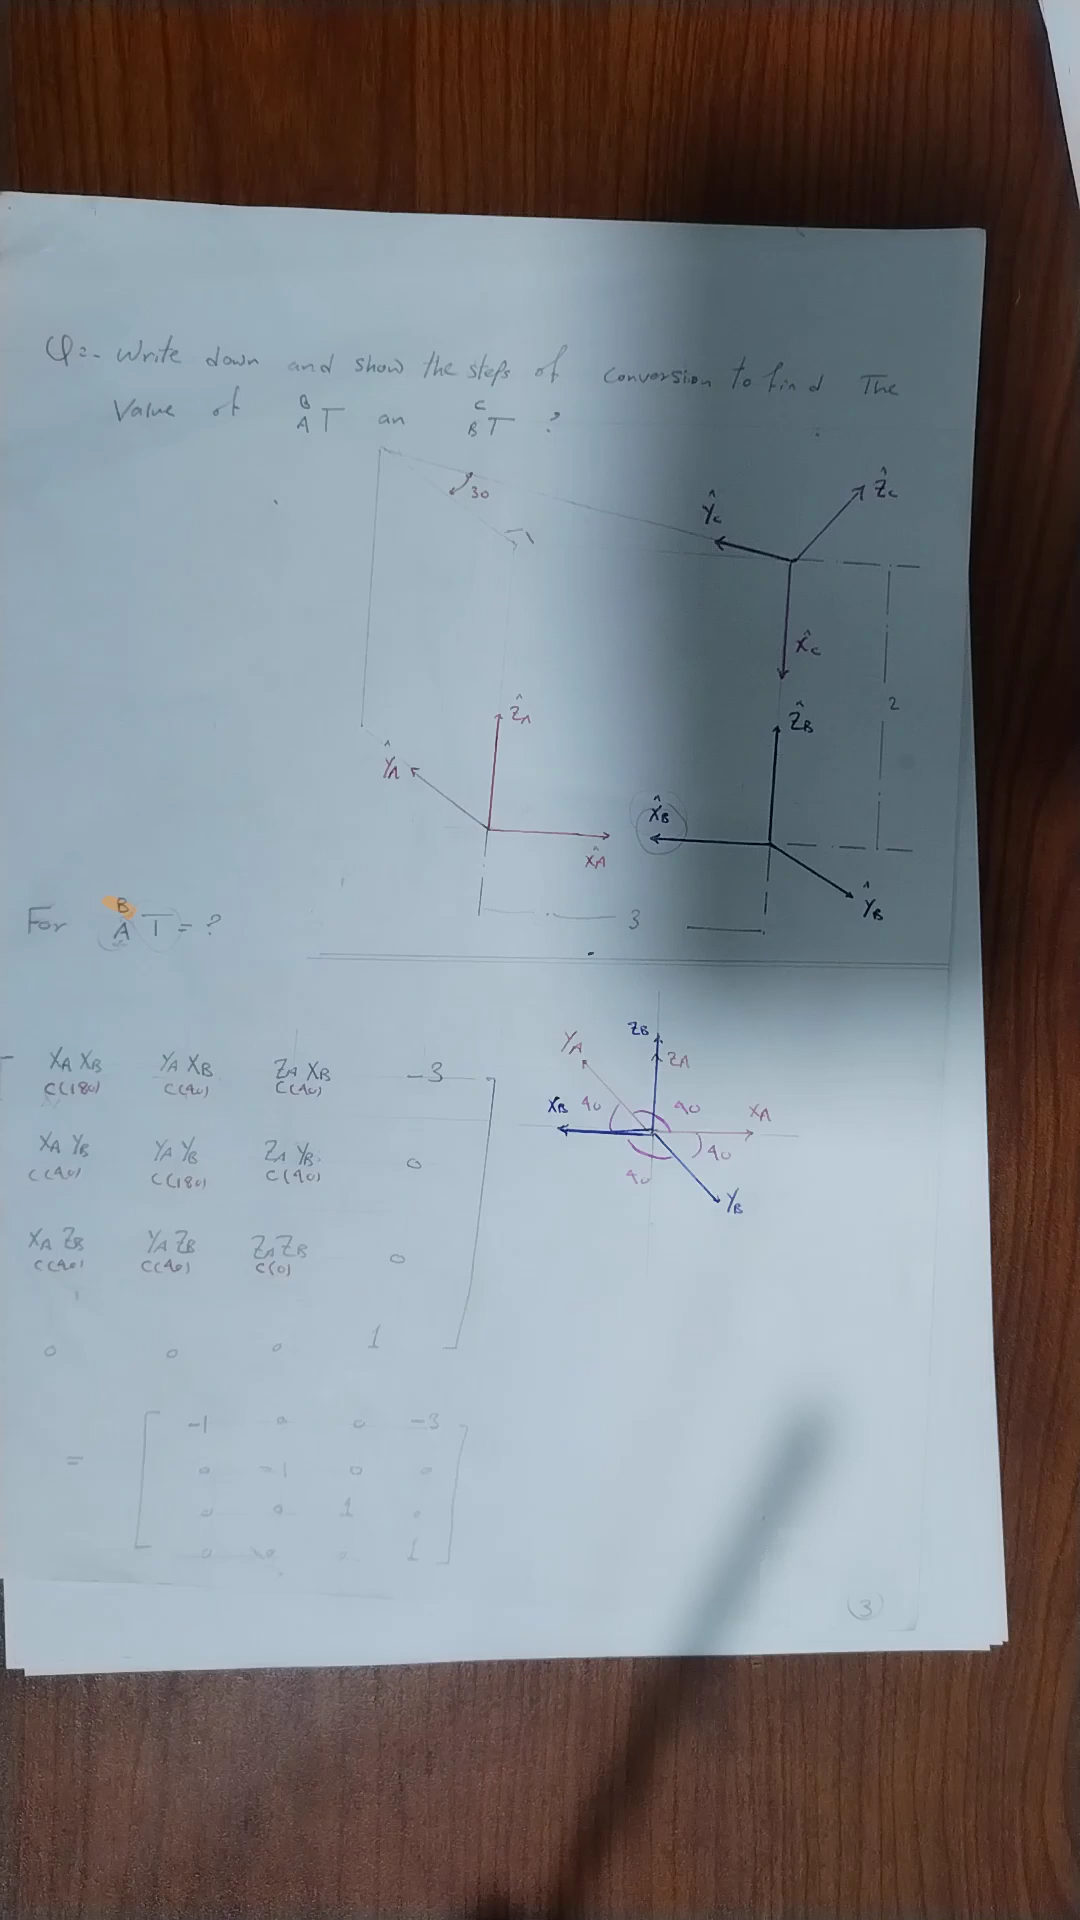 Q:- Write down and show the steps of conversion to find The
Value of B A T an C B T ?
30
Ŷc
Ẑc
X̂c
2
ẐB
ẐA
ŶA
X̂B
X̂A
ŶB
3
For B A T = ?
XA XB YA XB ZA XB -3
C(180) C(90) C(90)
XA YB YA YB ZA YB 0
C(90) C(180) C(90)
XA ZB YA ZB ZA ZB 0
C(90) C(90) C(0)
0 0 0 1
ZB
YA
ZA
XB 90 90 XA
90
90
YB
= -1 0 0 -3
0 -1 0 0
0 0 1 0
0 0 0 1
3